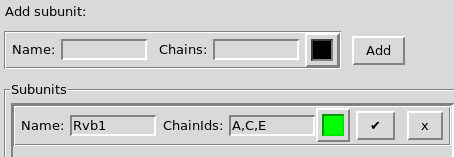 Add subunit:
Name: Chains: Add
Subunits
Name: Rvb1 ChainIds: A,C,E ✔ x